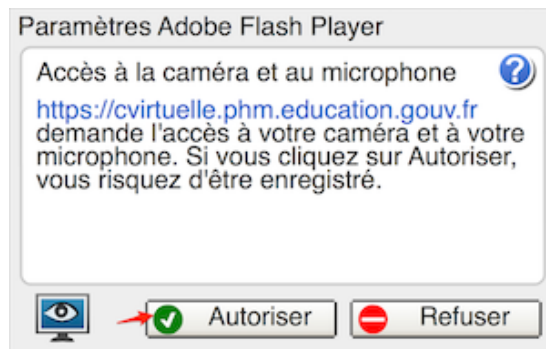 Paramètres Adobe Flash Player
Accès à la caméra et au microphone
https://cvirtuelle.phm.education.gouv.fr
demande l'accès à votre caméra et à votre
microphone. Si vous cliquez sur Autoriser,
vous risquez d'être enregistré.
Autoriser Refuser